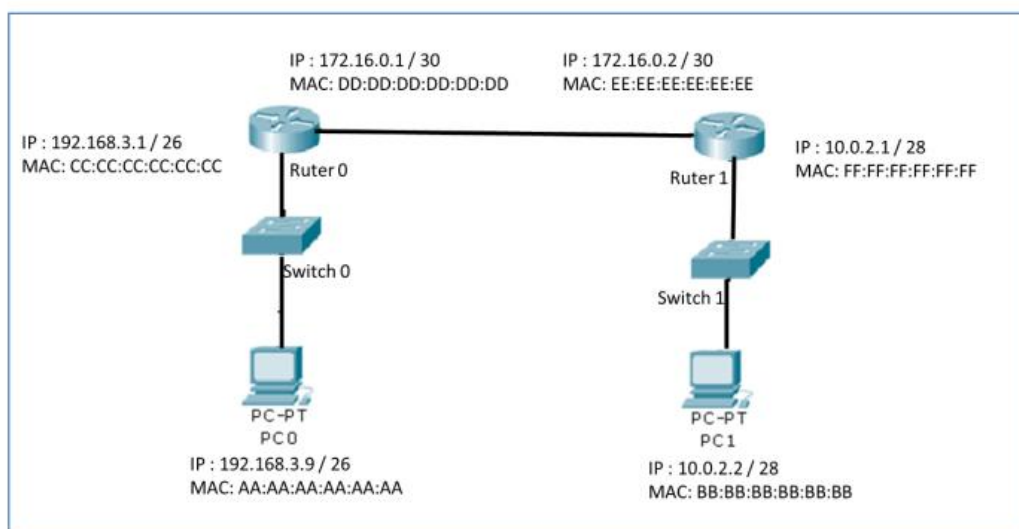 IP : 172.16.0.1 / 30
MAC: DD:DD:DD:DD:DD:DD
IP : 172.16.0.2 / 30
MAC: EE:EE:EE:EE:EE:EE
IP : 192.168.3.1 / 26
MAC: CC:CC:CC:CC:CC:CC
Ruter 0
Ruter 1
IP : 10.0.2.1 / 28
MAC: FF:FF:FF:FF:FF:FF
Switch 0
Switch 1
PC-PT
PC0
IP : 192.168.3.9 / 26
MAC: AA:AA:AA:AA:AA:AA
PC-PT
PC1
IP : 10.0.2.2 / 28
MAC: BB:BB:BB:BB:BB:BB